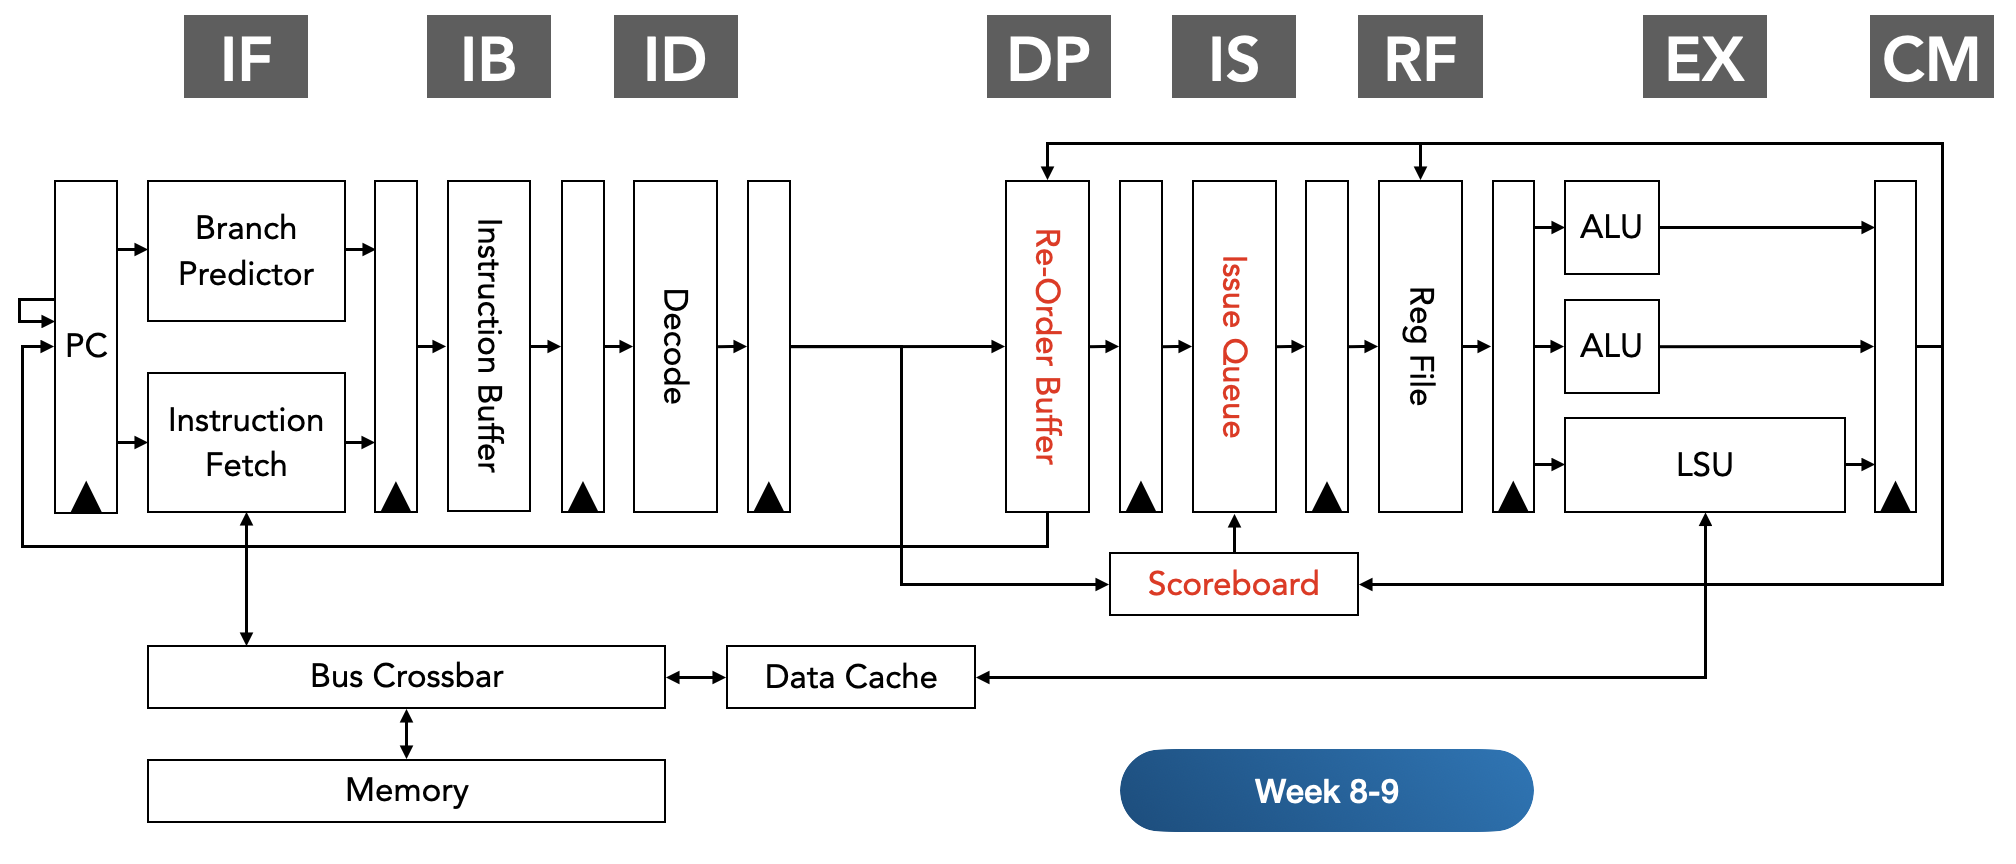 IF
IB
ID
DP
IS
RF
EX
CM
PC
Branch
Predictor
Instruction
Fetch
Instruction Buffer
Decode
Re-Order Buffer
Issue Queue
Reg File
ALU
ALU
LSU
Scoreboard
Bus Crossbar
Data Cache
Memory
Week 8-9